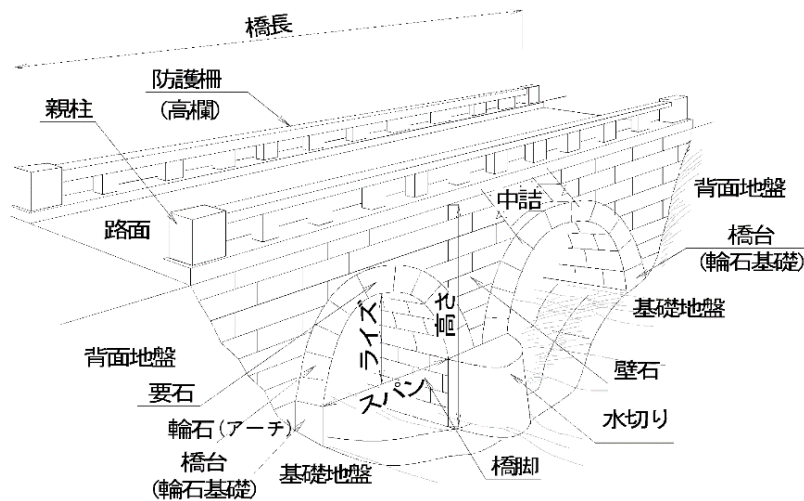 橋長
防護柵
(高欄)
親柱
路面
中詰
背面地盤
橋台
(輪石基礎)
基礎地盤
高さ
ライズ
スパン
背面地盤
要石
壁石
輪石(アーチ)
水切り
橋台
(輪石基礎)
基礎地盤
橋脚